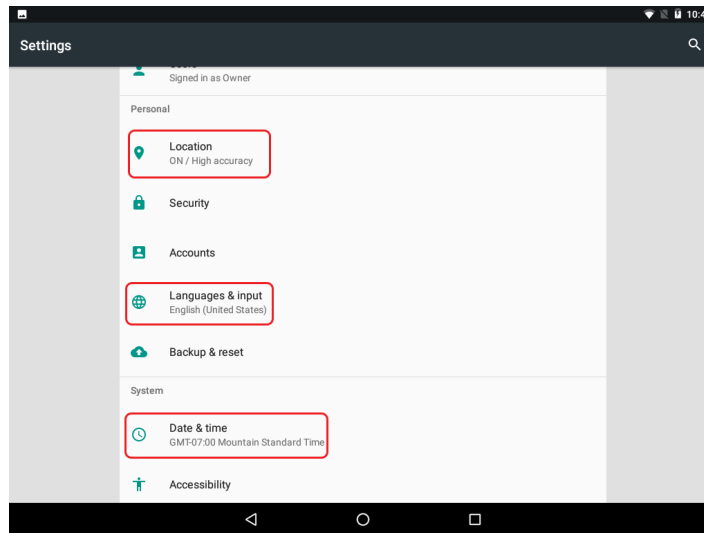 10:4
Settings
Signed in as Owner
Personal
Location
ON / High accuracy
Security
Accounts
Languages & input
English (United States)
Backup & reset
System
Date & time
GMT-07:00 Mountain Standard Time
Accessibility